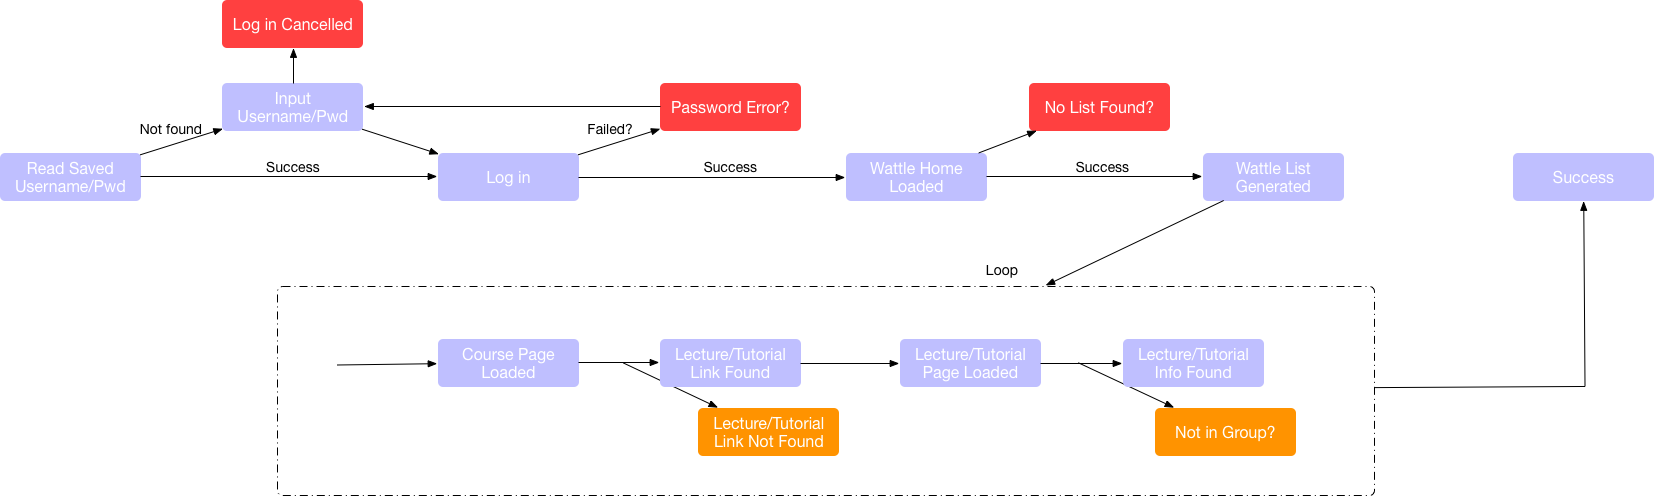 Log in Cancelled
Input
Username/Pwd
Password Error?
No List Found?
Not found
Failed?
Read Saved
Username/Pwd
Success
Log in
Success
Wattle Home
Loaded
Success
Wattle List
Generated
Success
Loop
Course Page
Loaded
Lecture/Tutorial
Link Found
Lecture/Tutorial
Page Loaded
Lecture/Tutorial
Info Found
Lecture/Tutorial
Link Not Found
Not in Group?